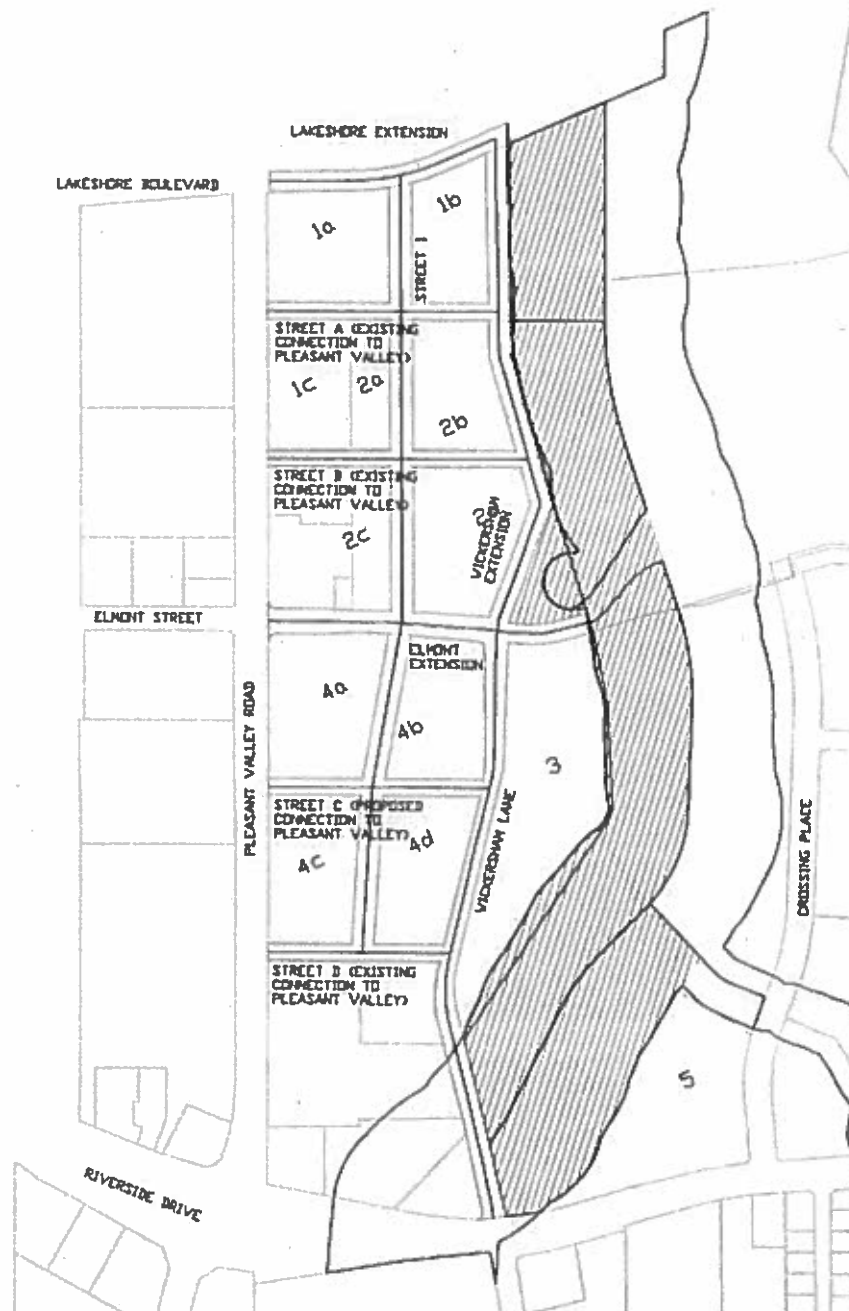 LAKESHORE EXTENSION
LAKESHORE BOULEVARD
1a
1b
STREET 1
STREET A (EXISTING
CONNECTION TO
PLEASANT VALLEY)
1c
2a
2b
STREET B (EXISTING
CONNECTION TO
PLEASANT VALLEY)
2c
VICKERSHAM
EXTENSION
ELMONT STREET
ELMONT
EXTENSION
PLEASANT VALLEY ROAD
4a
4b
3
STREET C (PROPOSED
CONNECTION TO
PLEASANT VALLEY)
4c
4d
VICKERSHAM LANE
CROSSING PLACE
STREET D (EXISTING
CONNECTION TO
PLEASANT VALLEY)
5
RIVERSIDE DRIVE